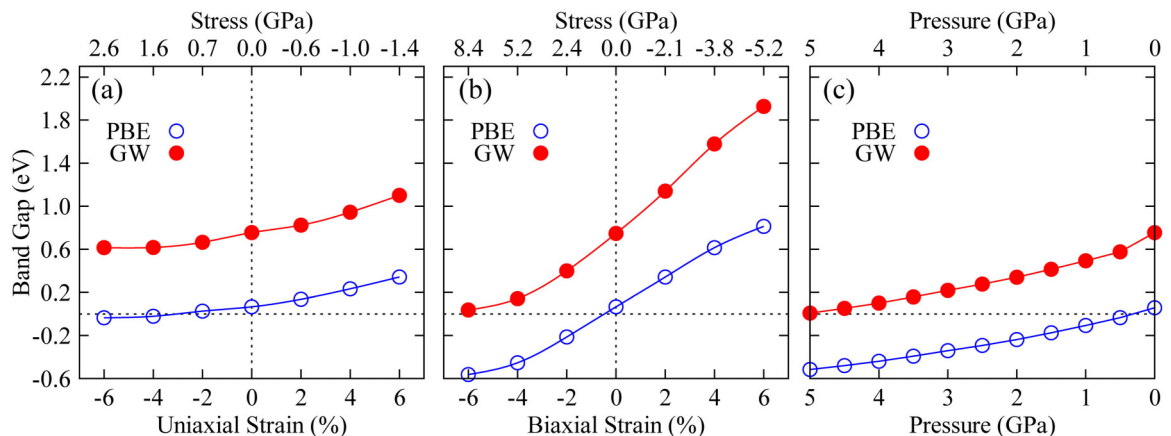 Stress (GPa) Stress (GPa) Pressure (GPa)
2.6 1.6 0.7 0.0 -0.6 -1.0 -1.4 8.4 5.2 2.4 0.0 -2.1 -3.8 -5.2 5 4 3 2 1 0
2.2 (a) (b) (c)
1.8
PBE PBE PBE
1.4 GW GW GW
1.0
0.6
0.2
-0.2
-0.6
Band Gap (eV)
-6 -4 -2 0 2 4 6 -6 -4 -2 0 2 4 6 5 4 3 2 1 0
Uniaxial Strain (%) Biaxial Strain (%) Pressure (GPa)